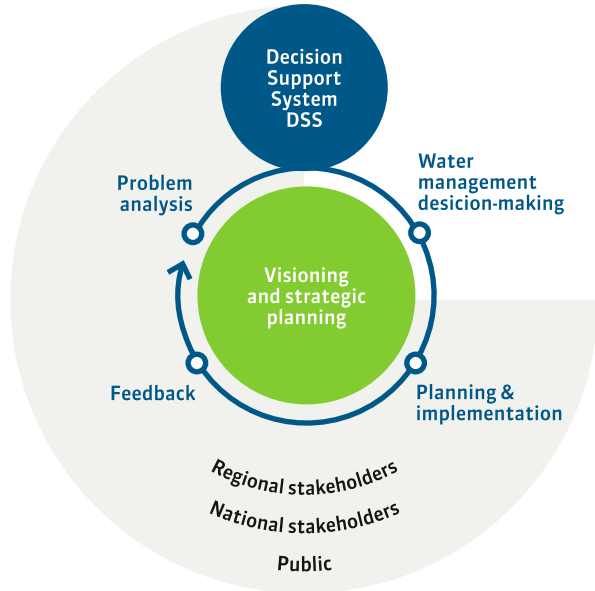 Decision
Support
System
DSS
Water
management
desicion-making
Problem
analysis
Visioning
and strategic
planning
Feedback
Planning &
implementation
Regional stakeholders
National stakeholders
Public